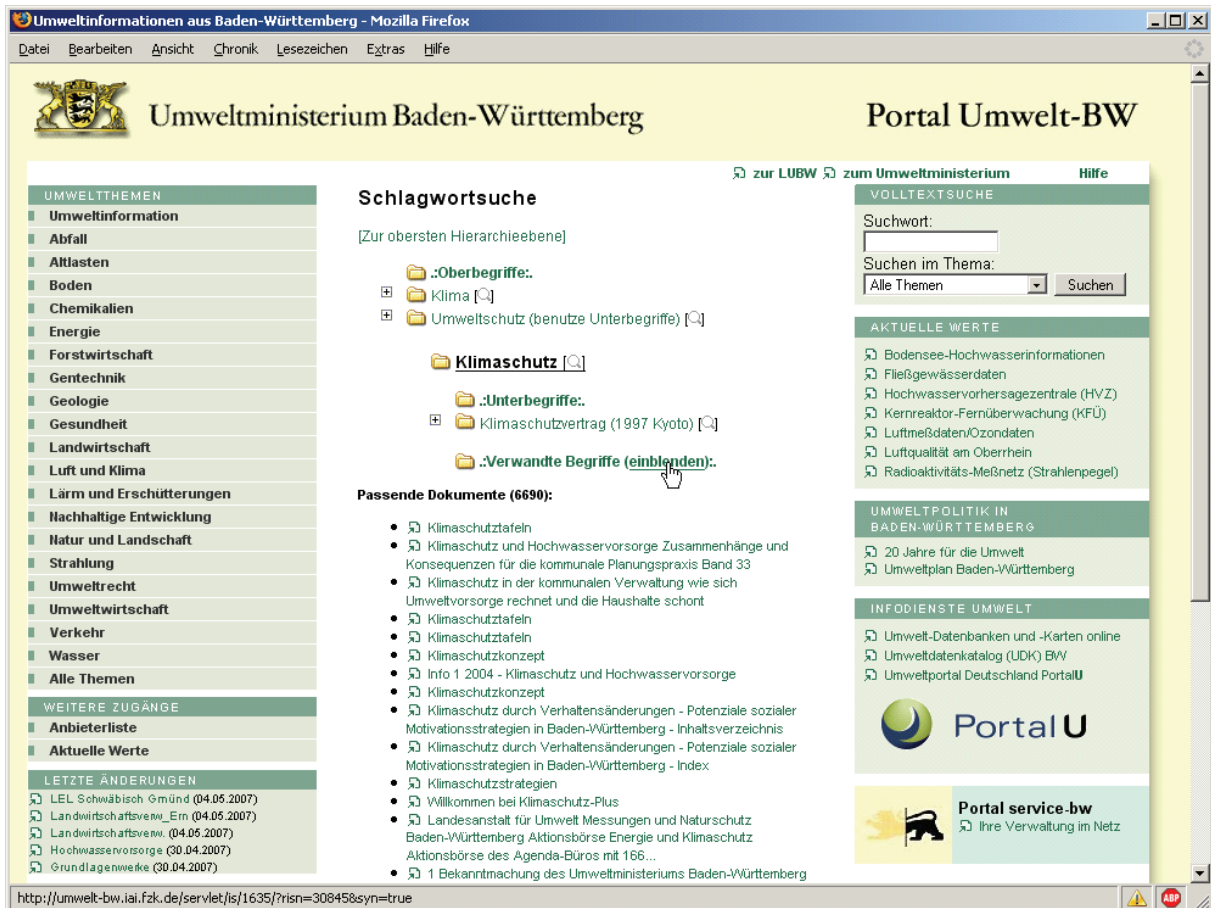 Umweltinformationen aus Baden-Württemberg - Mozilla Firefox
Datei Bearbeiten Ansicht Chronik Lesezeichen Extras Hilfe
Umweltministerium Baden-Württemberg
Portal Umwelt-BW
zur LUBW zum Umweltministerium Hilfe
UMWELTTHEMEN
Umweltinformation
Abfall
Altlasten
Boden
Chemikalien
Energie
Forstwirtschaft
Gentechnik
Geologie
Gesundheit
Landwirtschaft
Luft und Klima
Lärm und Erschütterungen
Nachhaltige Entwicklung
Natur und Landschaft
Strahlung
Umweltrecht
Umweltwirtschaft
Verkehr
Wasser
Alle Themen
WEITERE ZUGÄNGE
Anbieterliste
Aktuelle Werte
LETZTE ÄNDERUNGEN
LEL Schwäbisch Gmünd (04.05.2007)
Landwirtschaftsverw_Ern (04.05.2007)
Landwirtschaftsverw. (04.05.2007)
Hochwasservorsorge (30.04.2007)
Grundlagenwerke (30.04.2007)
Schlagwortsuche
[Zur obersten Hierarchieebene]
.:Oberbegriffe:.
Klima
Umweltschutz (benutze Unterbegriffe)
Klimaschutz
.:Unterbegriffe:.
Klimaschutzvertrag (1997 Kyoto)
.:Verwandte Begriffe (einblenden):.
Passende Dokumente (6690):
Klimaschutztafeln
Klimaschutz und Hochwasservorsorge Zusammenhänge und
Konsequenzen für die kommunale Planungspraxis Band 33
Klimaschutz in der kommunalen Verwaltung wie sich
Umweltvorsorge rechnet und die Haushalte schont
Klimaschutztafeln
Klimaschutztafeln
Klimaschutzkonzept
Info 1 2004 - Klimaschutz und Hochwasservorsorge
Klimaschutzkonzept
Klimaschutz durch Verhaltensänderungen - Potenziale sozialer
Motivationsstrategien in Baden-Württemberg - Inhaltsverzeichnis
Klimaschutz durch Verhaltensänderungen - Potenziale sozialer
Motivationsstrategien in Baden-Württemberg - Index
Klimaschutzstrategien
Willkommen bei Klimaschutz-Plus
Landesanstalt für Umwelt Messungen und Naturschutz
Baden-Württemberg Aktionsbörse Energie und Klimaschutz
Aktionsbörse des Agenda-Büros mit 166...
1 Bekanntmachung des Umweltministeriums Baden-Württemberg
VOLLTEXTSUCHE
Suchwort:
Suchen im Thema:
Alle Themen Suchen
AKTUELLE WERTE
Bodensee-Hochwasserinformationen
Fließgewässerdaten
Hochwasservorhersagezentrale (HVZ)
Kernreaktor-Fernüberwachung (KFÜ)
Luftmeßdaten/Ozondaten
Luftqualität am Oberrhein
Radioaktivitäts-Meßnetz (Strahlenpegel)
UMWELTPOLITIK IN
BADEN-WÜRTTEMBERG
20 Jahre für die Umwelt
Umweltplan Baden-Württemberg
INFODIENSTE UMWELT
Umwelt-Datenbanken und -Karten online
Umweltdatenkatalog (UDK) BW
Umweltportal Deutschland PortalU
Portal U
Portal service-bw
Ihre Verwaltung im Netz
http://umwelt-bw.iai.fzk.de/servlet/is/1635/?risn=30845&syn=true
ABP